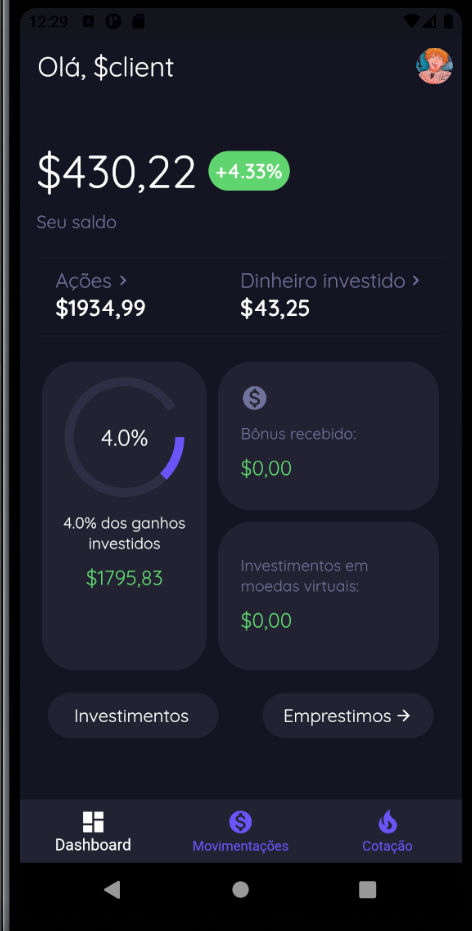 12:29
Olá, $client
$430,22 +4.33%
Seu saldo
Ações >
Dinheiro investido >
$1934,99
$43,25
4.0%
4.0% dos ganhos
investidos
$1795,83
$
Bônus recebido:
$0,00
Investimentos em
moedas virtuais:
$0,00
Investimentos
Emprestimos →
Dashboard
$
Movimentações
Cotação